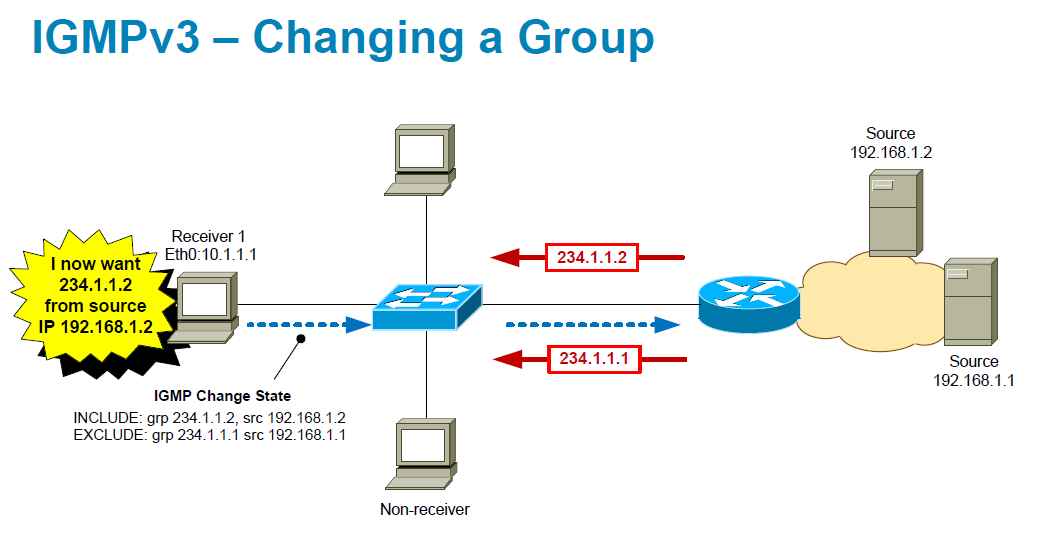 IGMPv3 – Changing a Group
Source
192.168.1.2
Receiver 1
Eth0:10.1.1.1
I now want
234.1.1.2
from source
IP 192.168.1.2
234.1.1.2
234.1.1.1
Source
192.168.1.1
IGMP Change State
INCLUDE: grp 234.1.1.2, src 192.168.1.2
EXCLUDE: grp 234.1.1.1 src 192.168.1.1
Non-receiver